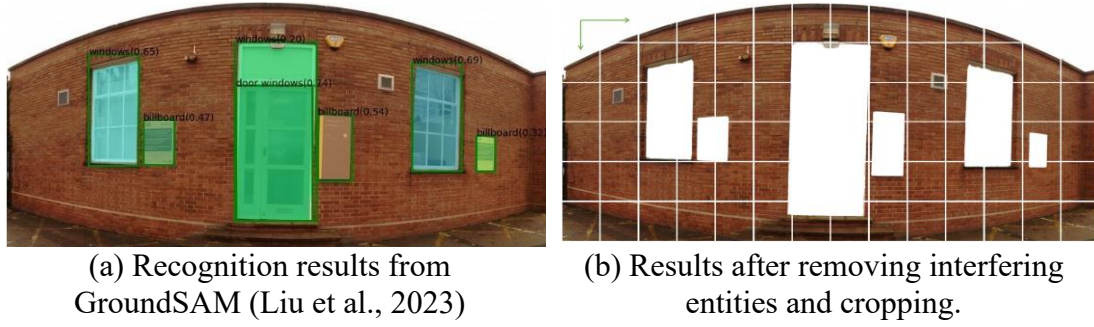 windows(0.20)
windows(0.65)
windows(0.69)
door windows(0.74)
billboard(0.54)
billboard(0.47)
billboard(0.32)
(a) Recognition results from
GroundSAM (Liu et al., 2023)
(b) Results after removing interfering
entities and cropping.